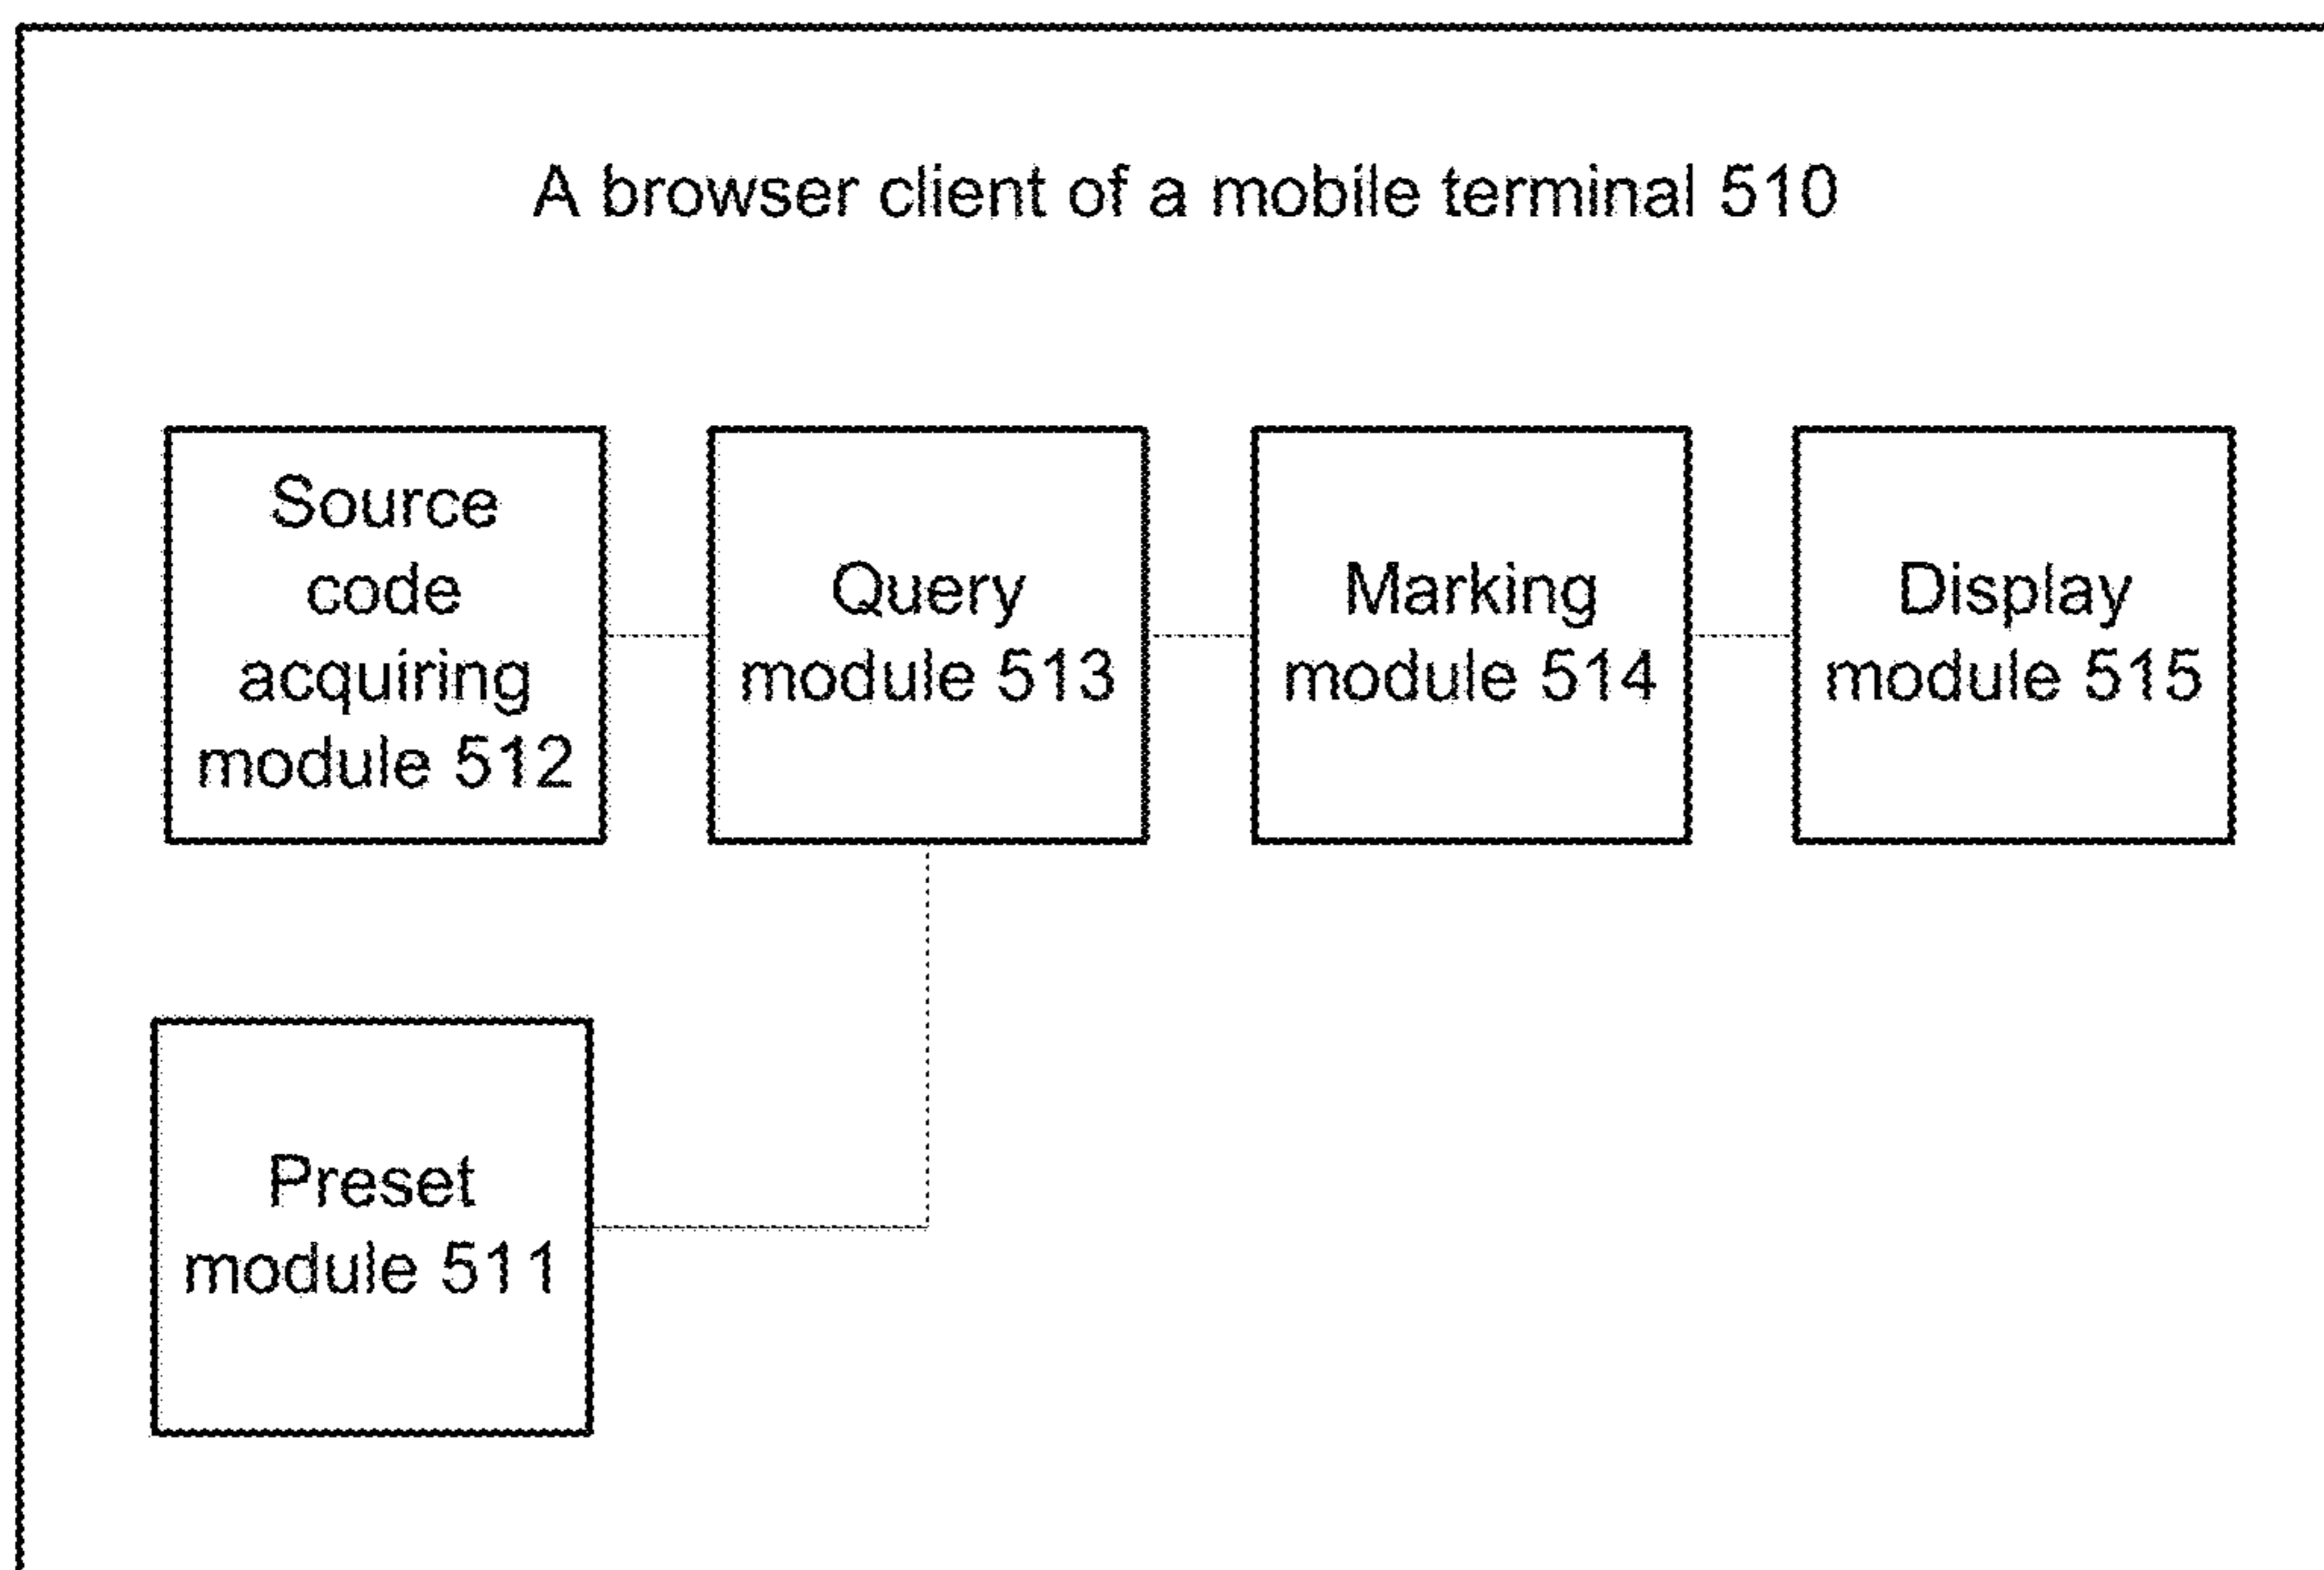 A browser client of a mobile terminal 510
Source
code
acquiring
module 512
Query
module 513
Marking
module 514
Display
module 515
Preset
module 511